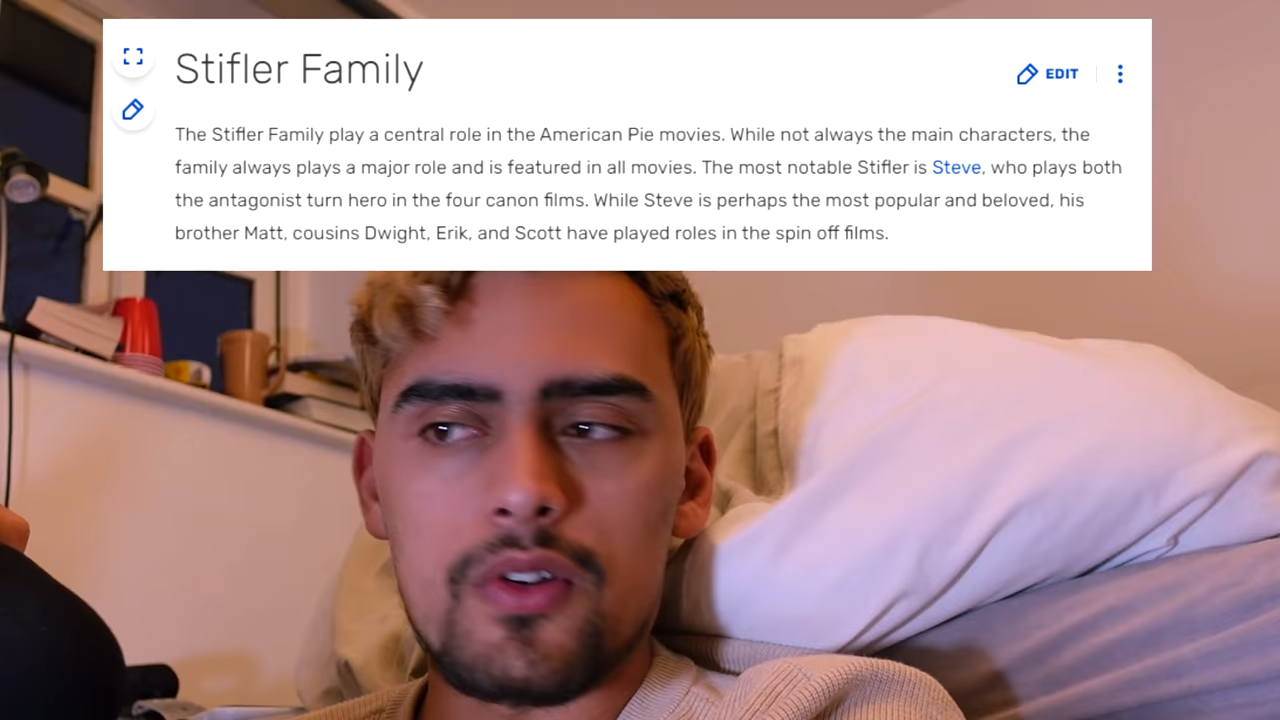 Stifler Family
EDIT
The Stifler Family play a central role in the American Pie movies. While not always the main characters, the
family always plays a major role and is featured in all movies. The most notable Stifler is Steve, who plays both
the antagonist turn hero in the four canon films. While Steve is perhaps the most popular and beloved, his
brother Matt, cousins Dwight, Erik, and Scott have played roles in the spin off films.